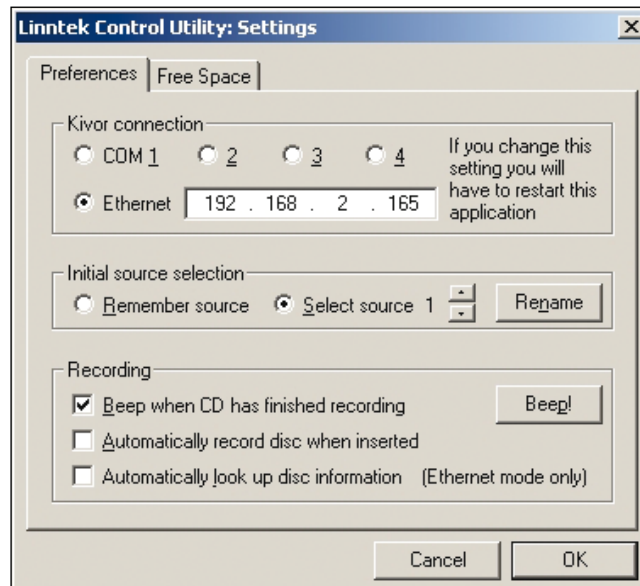 Linntek Control Utility: Settings
Preferences Free Space
Kivor connection
COM 1 2 3 4
If you change this
setting you will
have to restart this
application
Ethernet 192 . 168 . 2 . 165
Initial source selection
Remember source Select source 1 Rename
Recording
Beep when CD has finished recording Beep!
Automatically record disc when inserted
Automatically look up disc information (Ethernet mode only)
Cancel OK